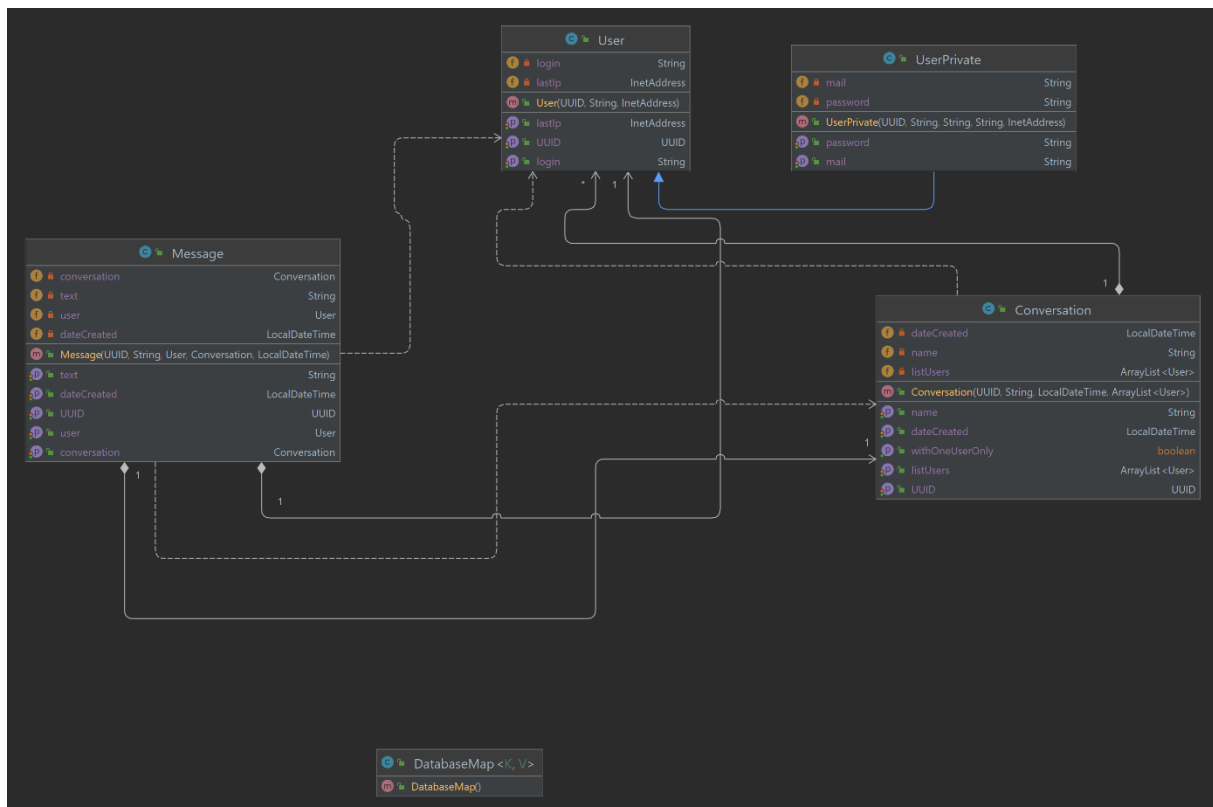 User
login String
lastIp InetAddress
User(UUID, String, InetAddress)
lastIp InetAddress
UUID UUID
login String
UserPrivate
mail String
password String
UserPrivate(UUID, String, String, String, InetAddress)
password String
mail String
* 1
Message
conversation Conversation
text String
user User
dateCreated LocalDateTime
Message(UUID, String, User, Conversation, LocalDateTime)
text String
dateCreated LocalDateTime
UUID UUID
user User
conversation Conversation
1
1
1
Conversation
dateCreated LocalDateTime
name String
listUsers ArrayList<User>
Conversation(UUID, String, LocalDateTime, ArrayList<User>)
name String
dateCreated LocalDateTime
withOneUserOnly boolean
listUsers ArrayList<User>
UUID UUID
1
DatabaseMap<K, V>
DatabaseMap()